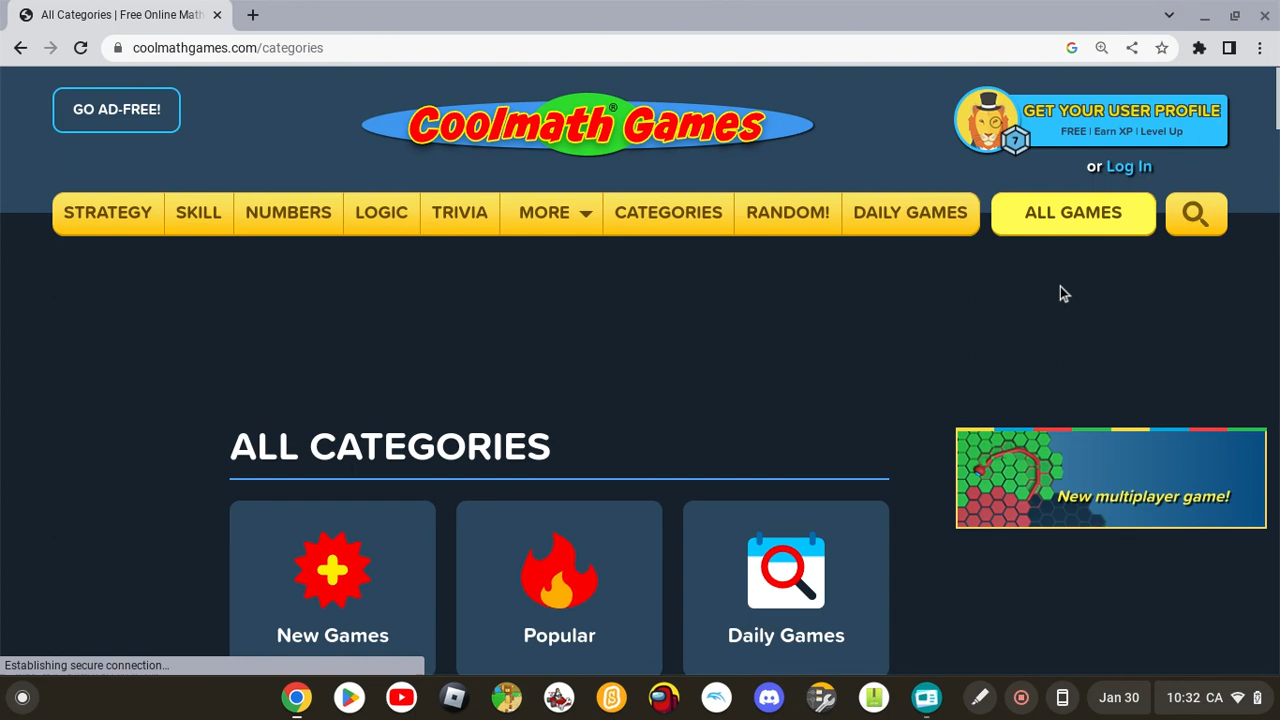 All Categories | Free Online Math
coolmathgames.com/categories
GO AD-FREE!
Coolmath Games®
GET YOUR USER PROFILE
FREE | Earn XP | Level Up
7
or Log In
STRATEGY SKILL NUMBERS LOGIC TRIVIA MORE CATEGORIES RANDOM! DAILY GAMES ALL GAMES
ALL CATEGORIES
New multiplayer game!
New Games Popular Daily Games
Establishing secure connection...
Jan 30 10:32 CA